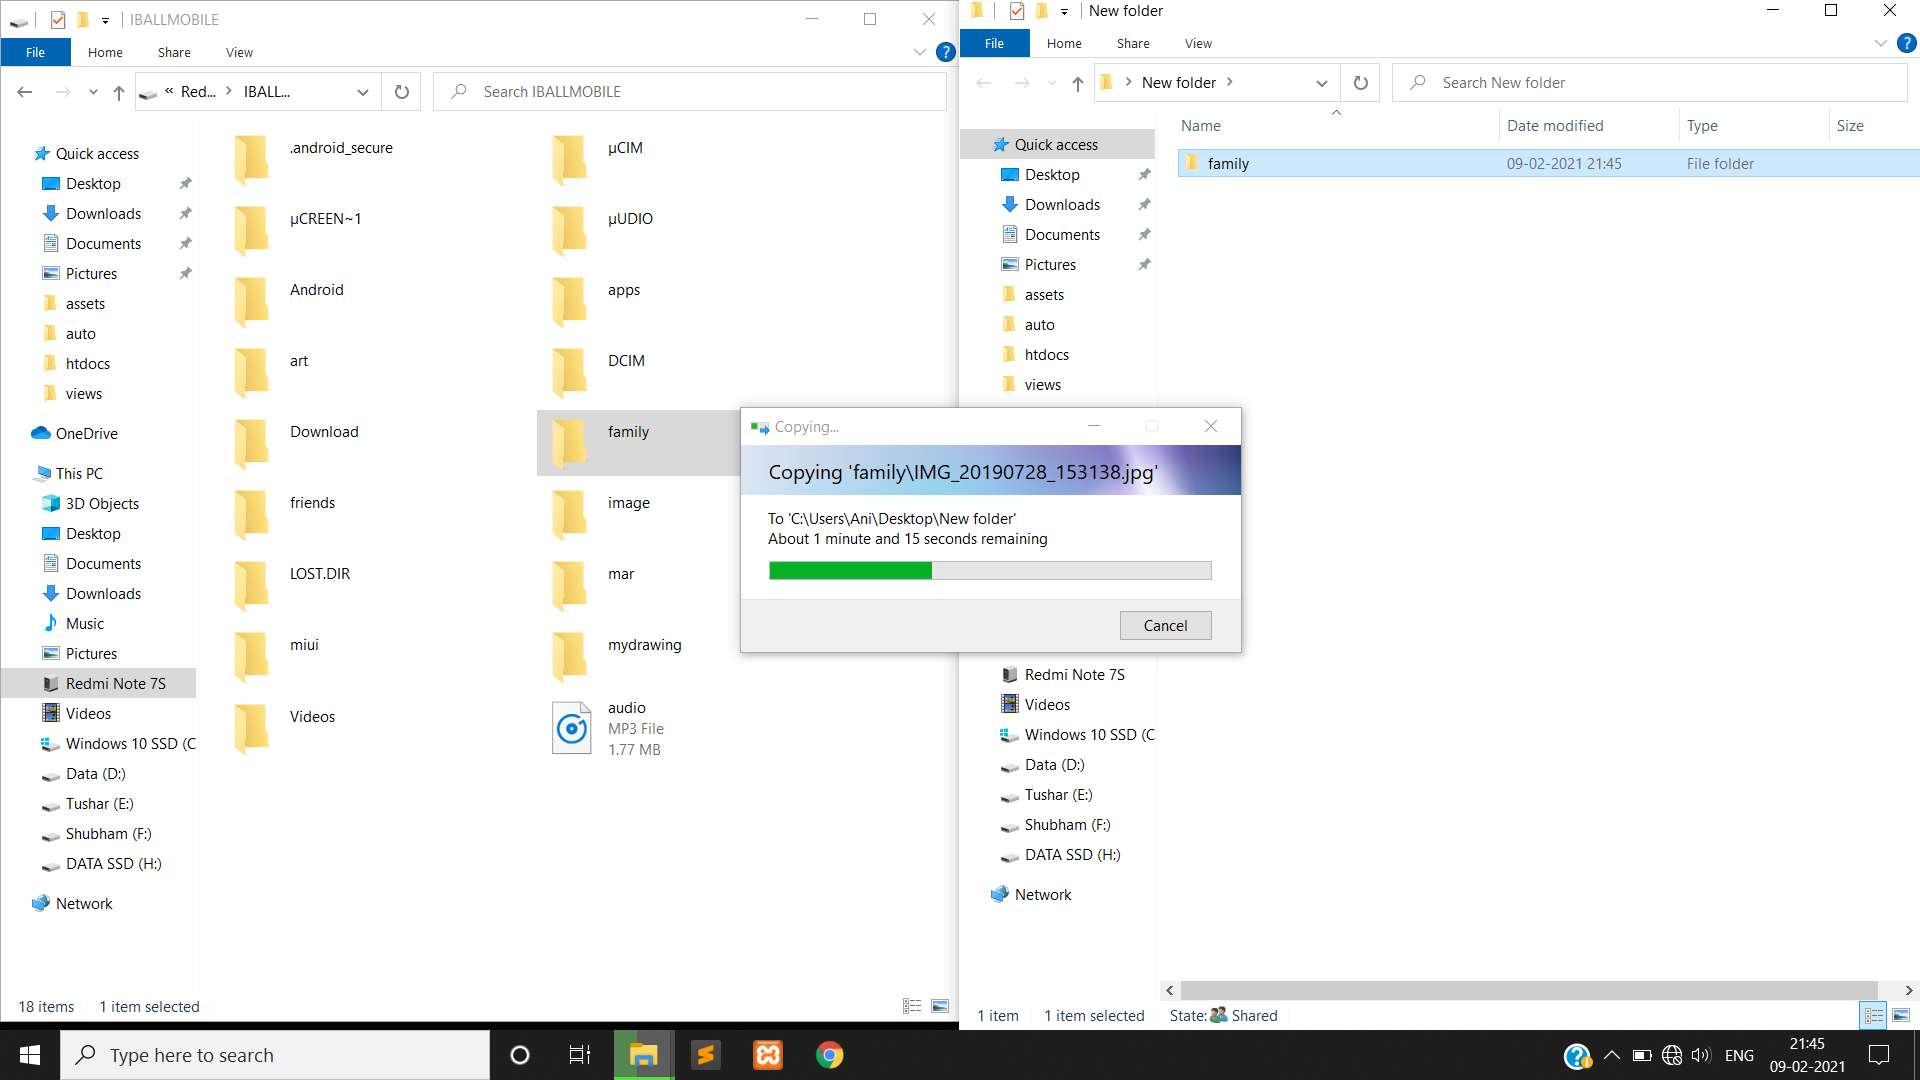 IBALLMOBILE
File
Home
Share
View
« Red... > IBALL...
Search IBALLMOBILE
Quick access
Desktop
Downloads
Documents
Pictures
assets
auto
htdocs
views
OneDrive
This PC
3D Objects
Desktop
Documents
Downloads
Music
Pictures
Redmi Note 7S
Videos
Windows 10 SSD (C
Data (D:)
Tushar (E:)
Shubham (F:)
DATA SSD (H:)
Network
.android_secure
µCIM
µCREEN~1
µUDIO
Android
apps
art
DCIM
Download
family
friends
image
LOST.DIR
mar
miui
mydrawing
Videos
audio
MP3 File
1.77 MB
18 items
1 item selected
New folder
File
Home
Share
View
New folder
Search New folder
Name
Date modified
Type
Size
family
09-02-2021 21:45
File folder
Quick access
Desktop
Downloads
Documents
Pictures
assets
auto
htdocs
views
Redmi Note 7S
Videos
Windows 10 SSD (C
Data (D:)
Tushar (E:)
Shubham (F:)
DATA SSD (H:)
Network
1 item
1 item selected
State: Shared
Copying...
Copying 'family\IMG_20190728_153138.jpg'
To 'C:\Users\Ani\Desktop\New folder'
About 1 minute and 15 seconds remaining
Cancel
Type here to search
ENG
21:45
09-02-2021